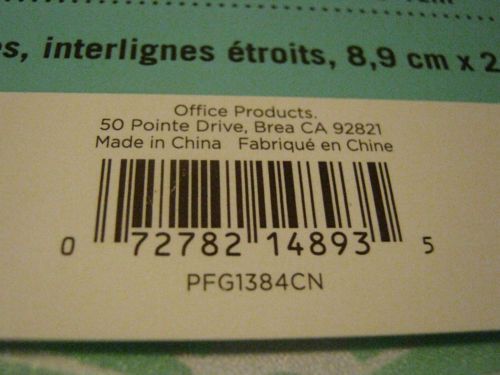 es, interlignes étroits, 8,9 cm x 2
Office Products.
50 Pointe Drive, Brea CA 92821
Made in China Fabriqué en Chine
0 72782 14893 5
PFG1384CN